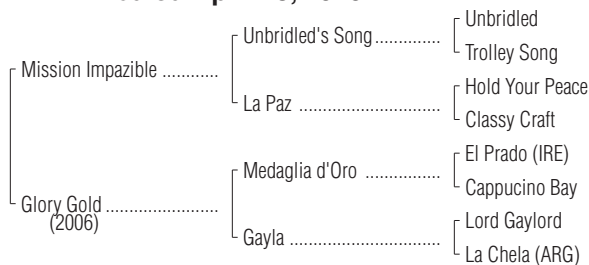 Unbridled
Unbridled's Song..............
Trolley Song
Mission Impazible ............
Hold Your Peace
La Paz ..............................
Classy Craft
El Prado (IRE)
Medaglia d'Oro ................
Cappucino Bay
Glory Gold ........................
(2006)
Lord Gaylord
Gayla ................................
La Chela (ARG)